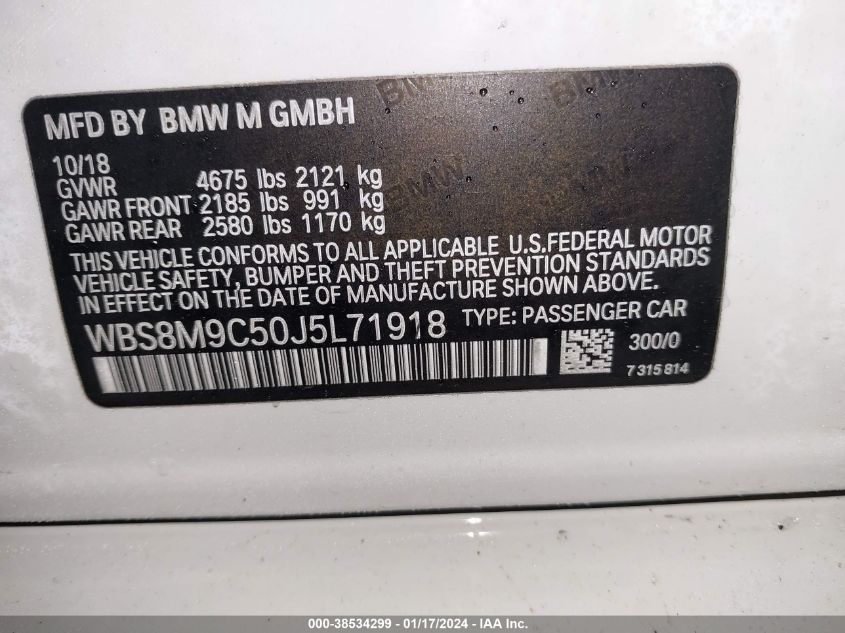 MFD BY BMW M GMBH
10/18
GVWR 4675 lbs 2121 kg
GAWR FRONT 2185 lbs 991 kg
GAWR REAR 2580 lbs 1170 kg
THIS VEHICLE CONFORMS TO ALL APPLICABLE U.S.FEDERAL MOTOR
VEHICLE SAFETY, BUMPER AND THEFT PREVENTION STANDARDS
IN EFFECT ON THE DATE OF MANUFACTURE SHOWN ABOVE.
WBS8M9C50J5L71918 TYPE: PASSENGER CAR
300/0
7 315 814
BMW
BMW
BMW
000-38534299 - 01/17/2024 - IAA Inc.